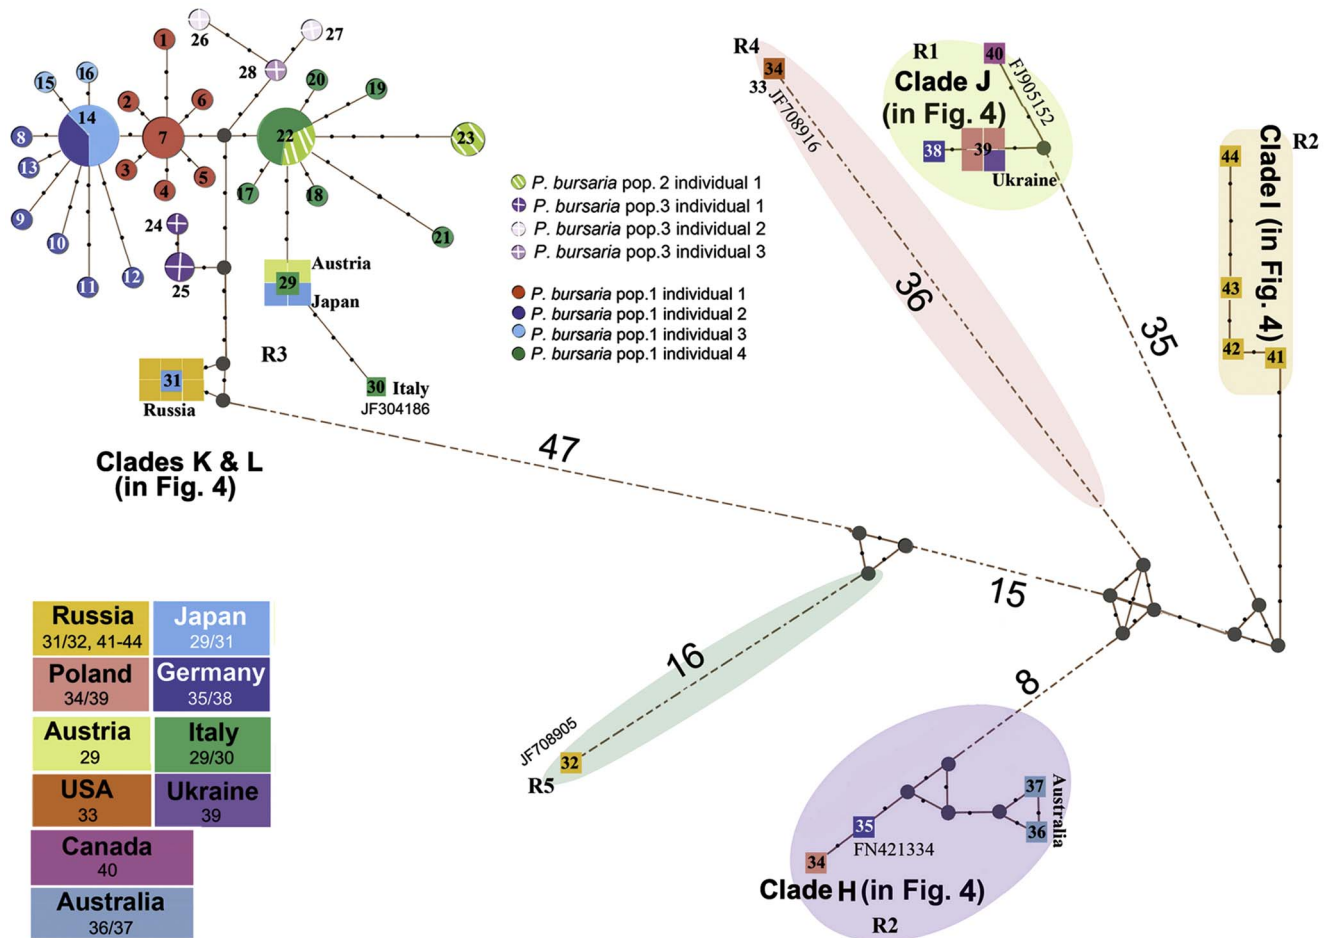 26
27
1
28
16
15
20
19
2
6
14
8
7
22
23
13
3
5
4
17
18
9
24
10
21
11
12
25
Austria
29
Japan
R3
31
Russia
30 Italy
JF304186
Clades K & L
(in Fig. 4)
P. bursaria pop. 2 individual 1
P. bursaria pop.3 individual 1
P. bursaria pop.3 individual 2
P. bursaria pop.3 individual 3
P. bursaria pop.1 individual 1
P. bursaria pop.1 individual 2
P. bursaria pop.1 individual 3
P. bursaria pop.1 individual 4
R4
34
33
JF708916
36
R1
40
FJ905152
Clade J
(in Fig. 4)
38
39
Ukraine
35
R2
44
43
42
41
Clade I (in Fig. 4)
47
15
16
JF708905
32
R5
8
37
36
Australia
35
FN421334
34
Clade H (in Fig. 4)
R2
Russia
31/32, 41-44
Japan
29/31
Poland
34/39
Germany
35/38
Austria
29
Italy
29/30
USA
33
Ukraine
39
Canada
40
Australia
36/37